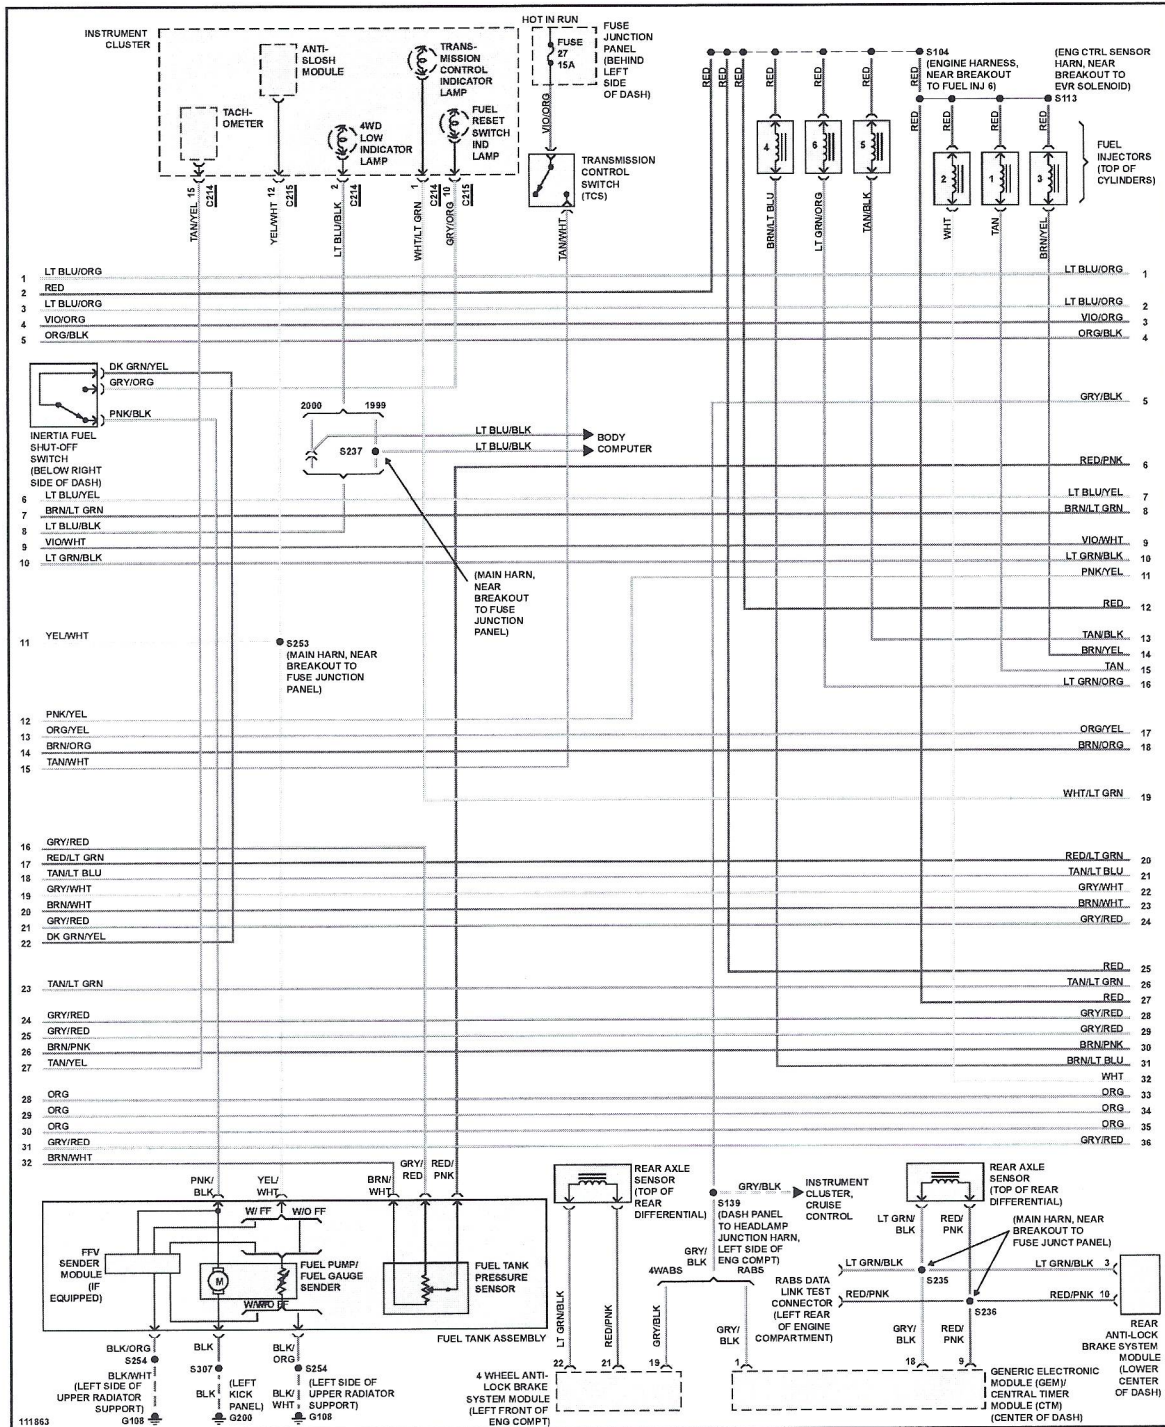 INSTRUMENT
CLUSTER
ANTI-
SLOSH
MODULE
TACH-
OMETER
4WD
LOW
INDICATOR
LAMP
TRANS-
MISSION
CONTROL
INDICATOR
LAMP
FUEL
RESET
SWITCH
IND
LAMP
HOT IN RUN
FUSE
27
15A
FUSE
JUNCTION
PANEL
(BEHIND
LEFT
SIDE
OF DASH)
VIO/ORG
TRANSMISSION
CONTROL
SWITCH
(TCS)
TAN/WHT
15
C214
TAN/YEL
12
C215
YEL/WHT
2
C214
LT BLU/BLK
1
C214
WHT/LT GRN
10
C215
GRY/ORG
RED
RED
RED
RED
RED
RED
RED
S104
(ENGINE HARNESS,
NEAR BREAKOUT
TO FUEL INJ 6)
(ENG CTRL SENSOR
HARN, NEAR
BREAKOUT TO
EVR SOLENOID)
S113
RED
RED
RED
RED
4
6
5
2
1
3
FUEL
INJECTORS
(TOP OF
CYLINDERS)
BRN/LT BLU
LT GRN/ORG
TAN/BLK
WHT
TAN
BRN/YEL
1 LT BLU/ORG
2 RED
3 LT BLU/ORG
4 VIO/ORG
5 ORG/BLK
LT BLU/ORG 1
LT BLU/ORG 2
VIO/ORG 3
ORG/BLK 4
DK GRN/YEL
GRY/ORG
PNK/BLK
INERTIA FUEL
SHUT-OFF
SWITCH
(BELOW RIGHT
SIDE OF DASH)
2000 1999
S237
LT BLU/BLK
LT BLU/BLK
BODY
COMPUTER
GRY/BLK 5
RED/PNK 6
6 LT BLU/YEL
7 BRN/LT GRN
8 LT BLU/BLK
9 VIO/WHT
10 LT GRN/BLK
LT BLU/YEL 7
BRN/LT GRN 8
VIO/WHT 9
LT GRN/BLK 10
PNK/YEL 11
(MAIN HARN,
NEAR
BREAKOUT
TO FUSE
JUNCTION
PANEL)
RED 12
11 YEL/WHT
S253
(MAIN HARN, NEAR
BREAKOUT TO
FUSE JUNCTION
PANEL)
TAN/BLK 13
BRN/YEL 14
TAN 15
LT GRN/ORG 16
12 PNK/YEL
13 ORG/YEL
14 BRN/ORG
15 TAN/WHT
ORG/YEL 17
BRN/ORG 18
WHT/LT GRN 19
16 GRY/RED
17 RED/LT GRN
18 TAN/LT BLU
19 GRY/WHT
20 BRN/WHT
21 GRY/RED
22 DK GRN/YEL
RED/LT GRN 20
TAN/LT BLU 21
GRY/WHT 22
BRN/WHT 23
GRY/RED 24
RED 25
23 TAN/LT GRN
TAN/LT GRN 26
RED 27
24 GRY/RED
25 GRY/RED
26 BRN/PNK
27 TAN/YEL
GRY/RED 28
GRY/RED 29
BRN/PNK 30
BRN/LT BLU 31
WHT 32
28 ORG
29 ORG
30 ORG
31 GRY/RED
32 BRN/WHT
ORG 33
ORG 34
ORG 35
GRY/RED 36
PNK/
BLK
YEL/
WHT
BRN/
WHT
GRY/
RED
RED/
PNK
W/ FF W/O FF
FFV
SENDER
MODULE
(IF
EQUIPPED)
M
FUEL PUMP/
FUEL GAUGE
SENDER
FUEL TANK
PRESSURE
SENSOR
FUEL TANK ASSEMBLY
BLK/ORG
S254
BLK/WHT
(LEFT SIDE OF
UPPER RADIATOR
SUPPORT)
G108
BLK
S307
BLK
(LEFT
KICK
PANEL)
G200
BLK/
ORG
S254
BLK/
WHT
(LEFT SIDE OF
UPPER RADIATOR
SUPPORT)
G108
REAR AXLE
SENSOR
(TOP OF
REAR
DIFFERENTIAL)
LT GRN/BLK
RED/PNK
GRY/BLK
22 21 19
4 WHEEL ANTI-
LOCK BRAKE
SYSTEM MODULE
(LEFT FRONT OF
ENG COMPT)
GRY/BLK
INSTRUMENT
CLUSTER,
CRUISE
CONTROL
S139
(DASH PANEL
TO HEADLAMP
JUNCTION HARN,
LEFT SIDE OF
ENG COMPT)
GRY/
BLK
4WABS RABS
GRY/
BLK
1
RABS DATA
LINK TEST
CONNECTOR
(LEFT REAR
OF ENGINE
COMPARTMENT)
LT GRN/BLK
RED/PNK
REAR AXLE
SENSOR
(TOP OF REAR
DIFFERENTIAL)
LT GRN/
BLK
RED/
PNK
(MAIN HARN, NEAR
BREAKOUT TO
FUSE JUNCT PANEL)
S235
S236
LT GRN/BLK 3
RED/PNK 10
REAR
ANTI-LOCK
BRAKE SYSTEM
MODULE
(LOWER
CENTER
OF DASH)
GRY/
BLK
RED/
PNK
18 9
GENERIC ELECTRONIC
MODULE (GEM)/
CENTRAL TIMER
MODULE (CTM)
(CENTER OF DASH)
111863